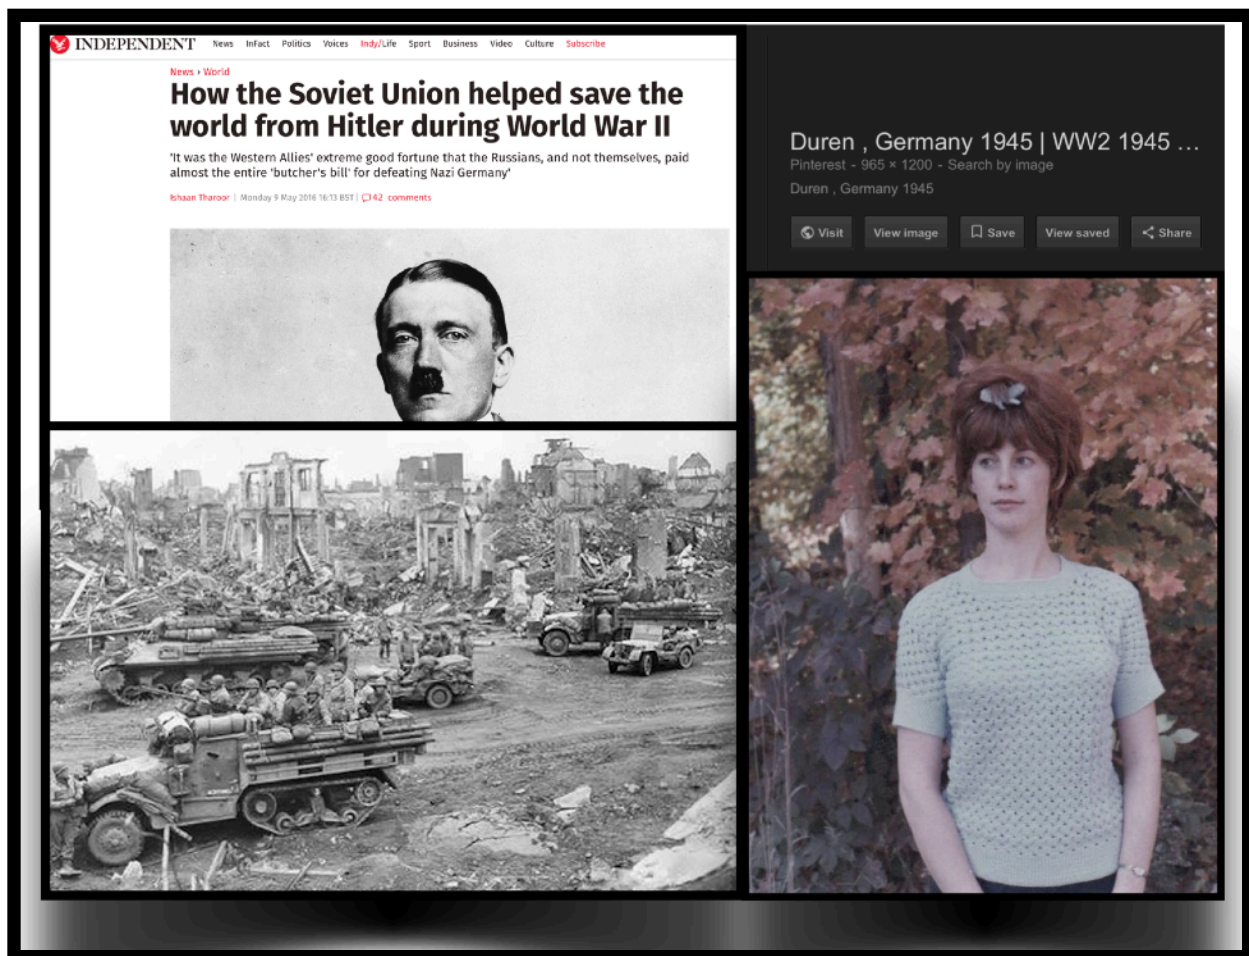 INDEPENDENT News InFact Politics Voices Indy/Life Sport Business Video Culture Subscribe
News › World
How the Soviet Union helped save the
world from Hitler during World War II
'It was the Western Allies' extreme good fortune that the Russians, and not themselves, paid
almost the entire 'butcher's bill' for defeating Nazi Germany'
Ishaan Tharoor | Monday 9 May 2016 16:13 BST | 42 comments
Duren , Germany 1945 | WW2 1945 ...
Pinterest - 965 × 1200 - Search by image
Duren , Germany 1945
Visit View image Save View saved Share